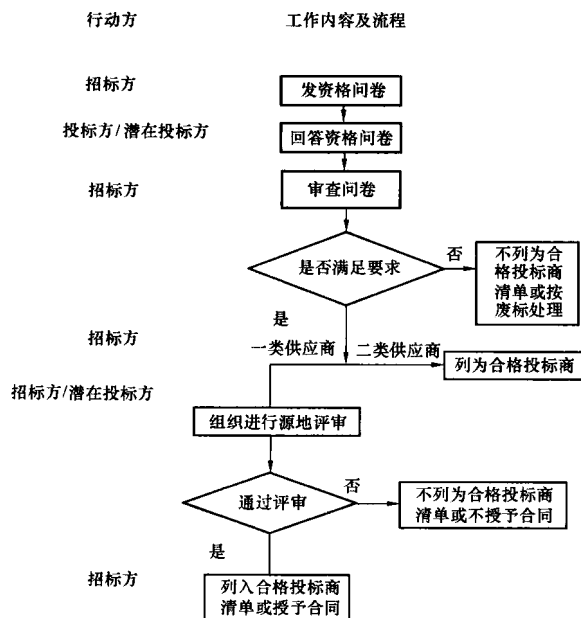 行动方 工作内容及流程
招标方 发资格问卷
投标方/潜在投标方 回答资格问卷
招标方 审查问卷
是否满足要求
否
不列为合
格投标商
清单或按
废标处理
是
招标方
一类供应商 二类供应商
列为合格投标商
招标方/潜在投标方
组织进行源地评审
通过评审
否
不列为合格投标商
清单或不授予合同
是
招标方
列入合格投标商
清单或授予合同